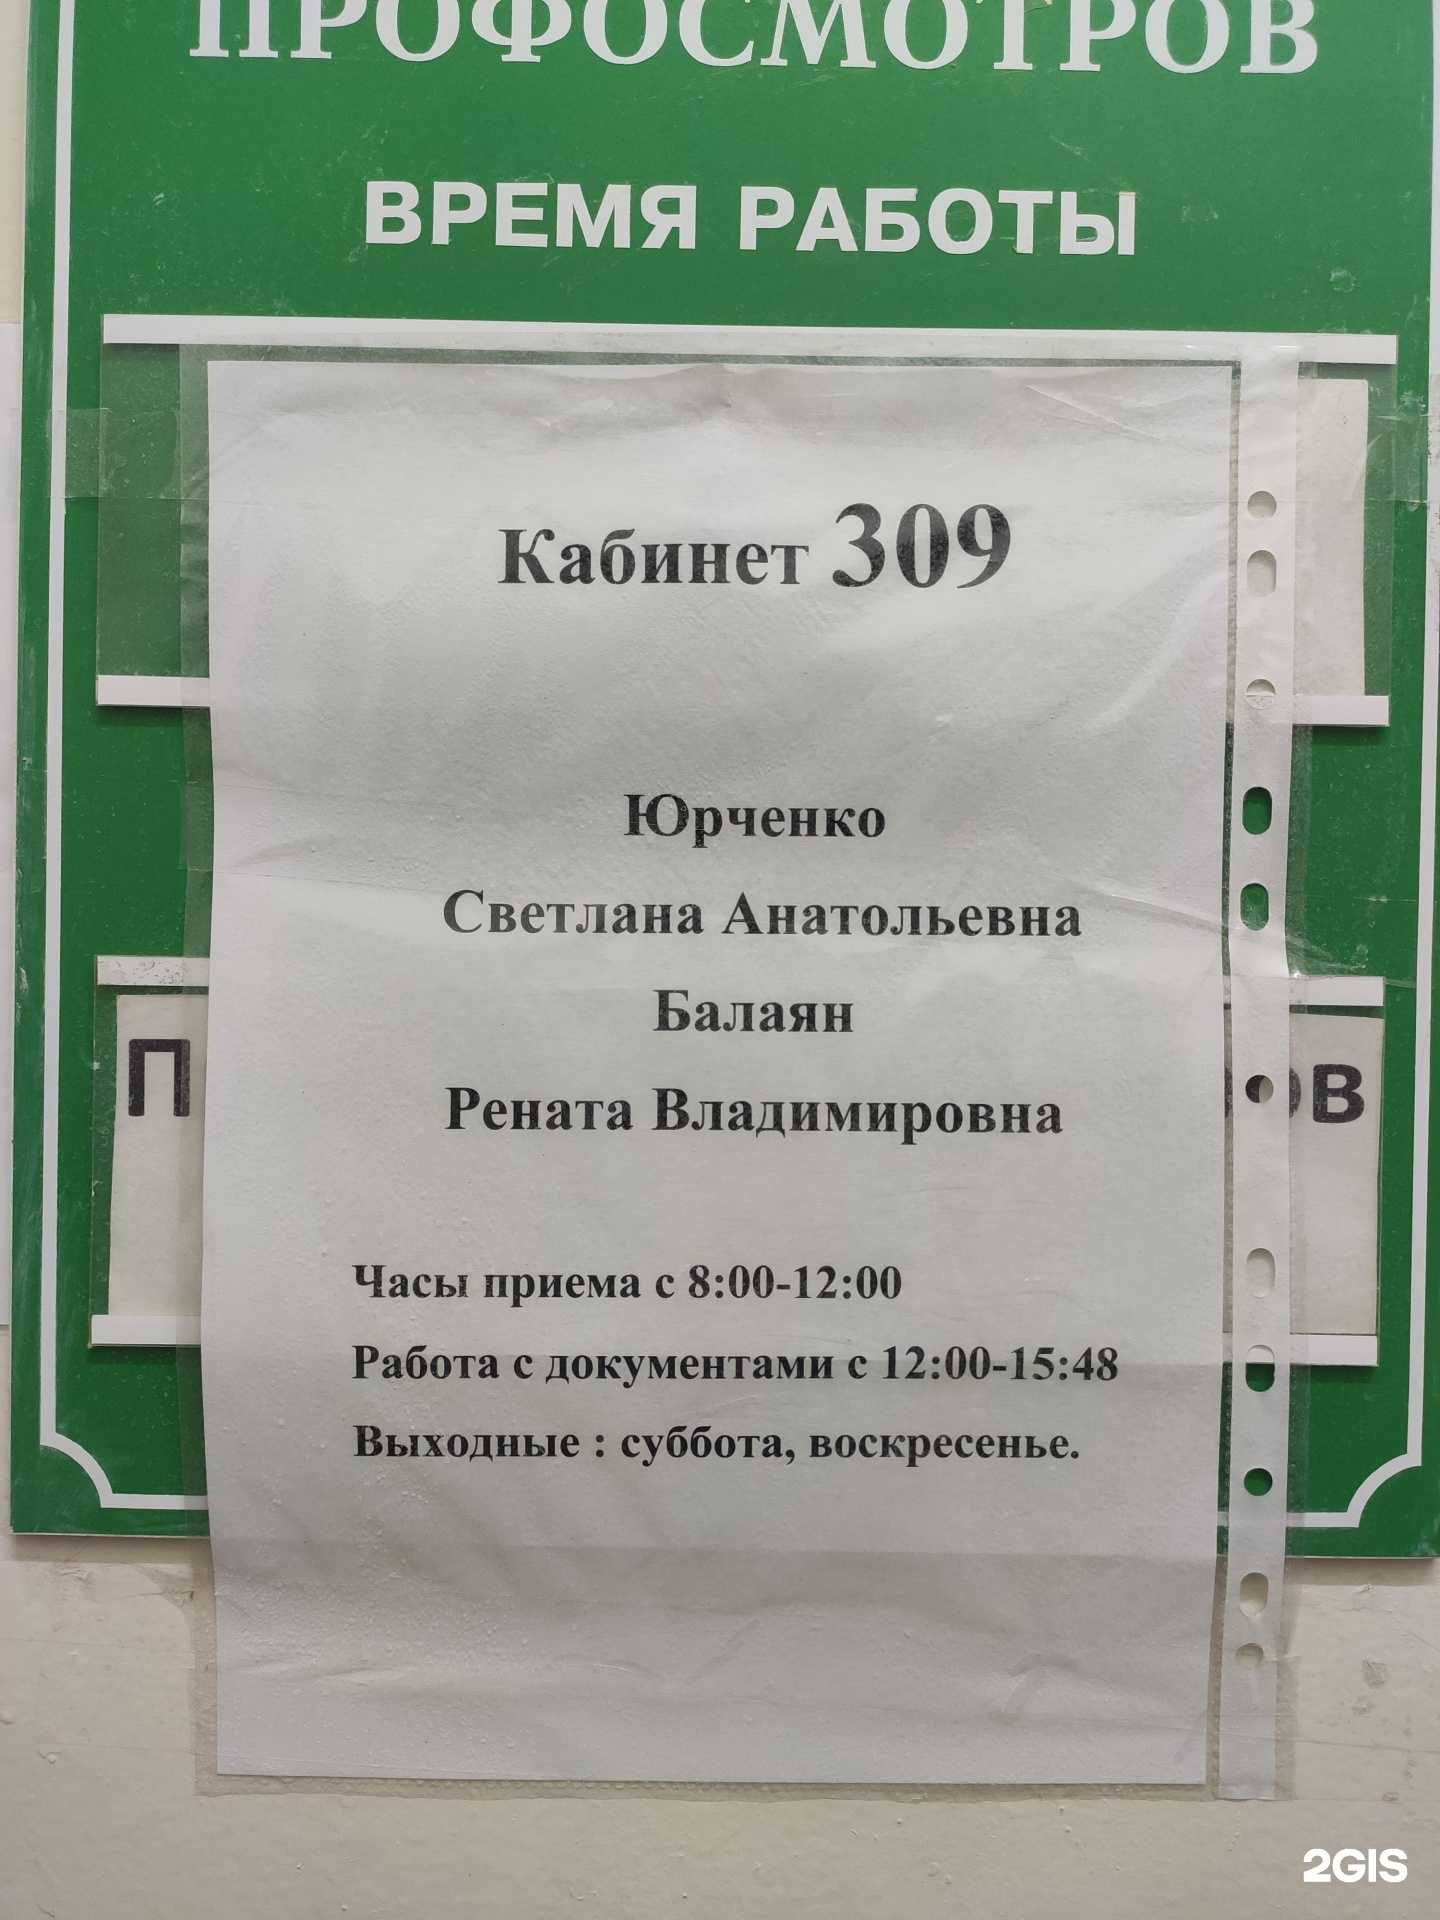 ПРОФОСМОТРОВ
ВРЕМЯ РАБОТЫ
Кабинет 309
Юрченко
Светлана Анатольевна
Балаян
Рената Владимировна
Часы приема с 8:00-12:00
Работа с документами с 12:00-15:48
Выходные : суббота, воскресенье.
2GIS